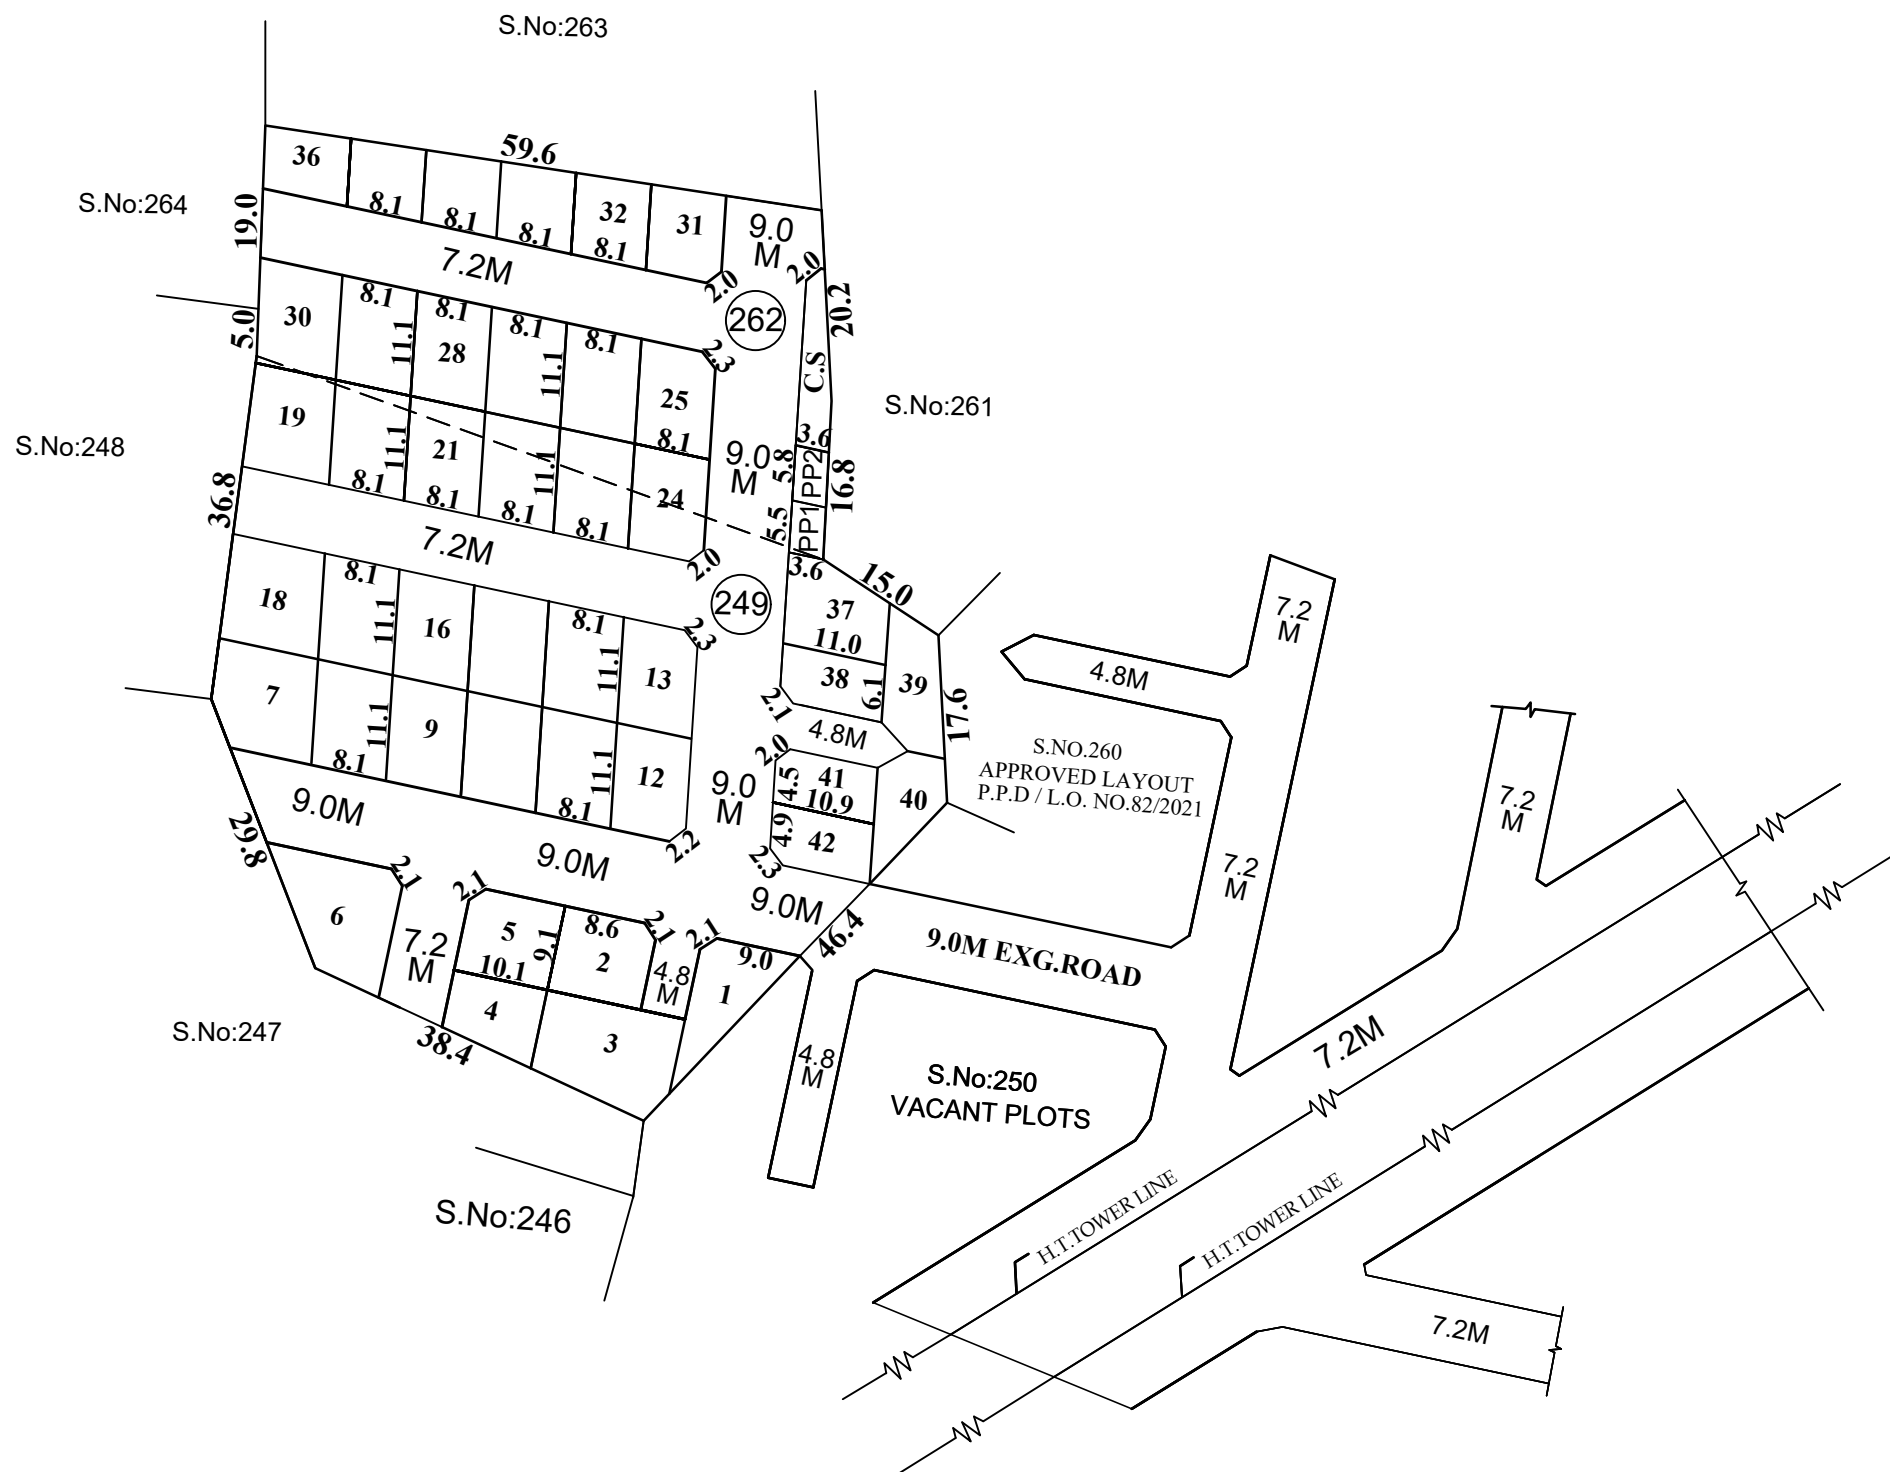 S.No:263
59.6
36
32
31
8.1
8.1
8.1
8.1
9.0
M
S.No:264
19.0
7.2M
2.0
2.0
262
20.2
30
8.1
8.1
8.1
8.1
11.1
28
11.1
2.3
25
8.1
5.0
C.S
S.No:261
19
11.1
21
11.1
24
8.1
8.1
8.1
8.1
9.0
M
3.6
5.8
PP2
16.8
5.5
PP1
3.6
S.No:248
36.8
7.2M
2.0
249
15.0
18
8.1
11.1
16
8.1
11.1
2.3
13
37
11.0
38
6.1
39
2.1
17.6
7
11.1
9
8.1
11.1
8.1
12
4.8M
2.0
41
4.5
10.9
40
4.9
42
2.3
9.0
M
2.2
29.8
9.0M
9.0M
9.0M
46.4
2.1
6
2.1
5
10.1
9.1
8.6
2
2.1
2.1
9.0
7.2
M
4.8
M
1
4
3
38.4
S.No:247
S.No:246
7.2
M
4.8M
S.NO.260
APPROVED LAYOUT
P.P.D / L.O. NO.82/2021
7.2
M
7.2
M
9.0M EXG.ROAD
4.8
M
S.No:250
VACANT PLOTS
7.2M
H.T.TOWER LINE
H.T.TOWER LINE
7.2M